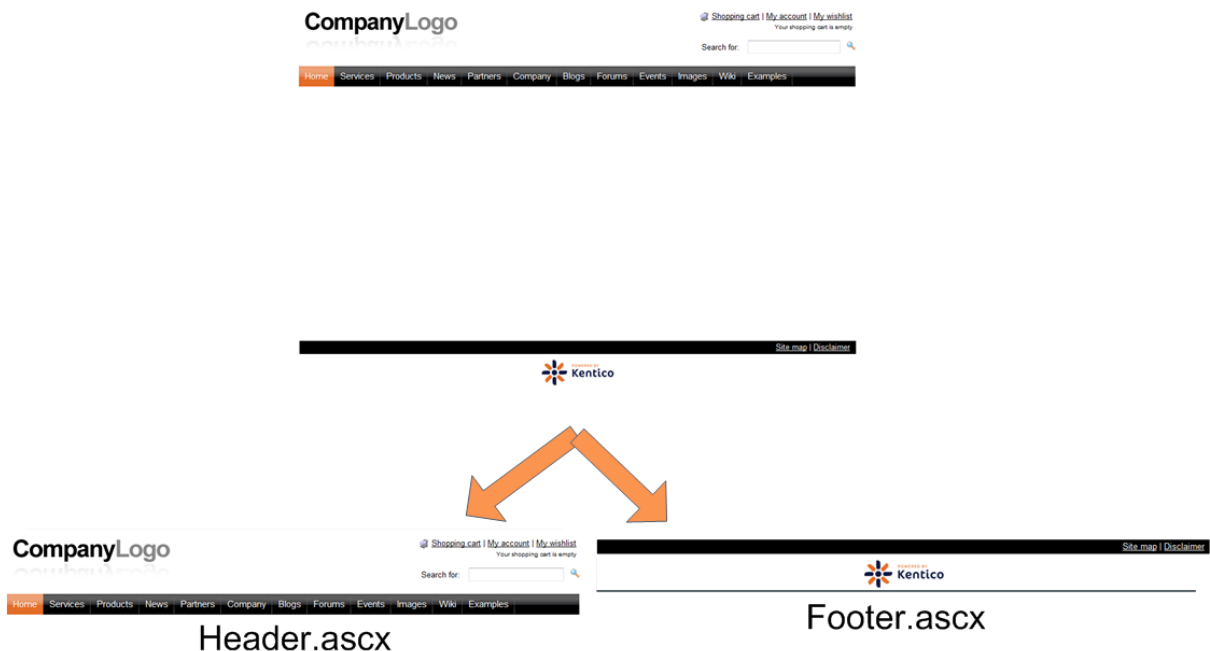 CompanyLogo
Shopping cart | My account | My wishlist
Your shopping cart is empty
Search for:
Home Services Products News Partners Company Blogs Forums Events Images Wiki Examples
Site map | Disclaimer
POWERED BY
Kentico
CompanyLogo
Shopping cart | My account | My wishlist
Your shopping cart is empty
Search for:
Home Services Products News Partners Company Blogs Forums Events Images Wiki Examples
Header.ascx
Site map | Disclaimer
POWERED BY
Kentico
Footer.ascx